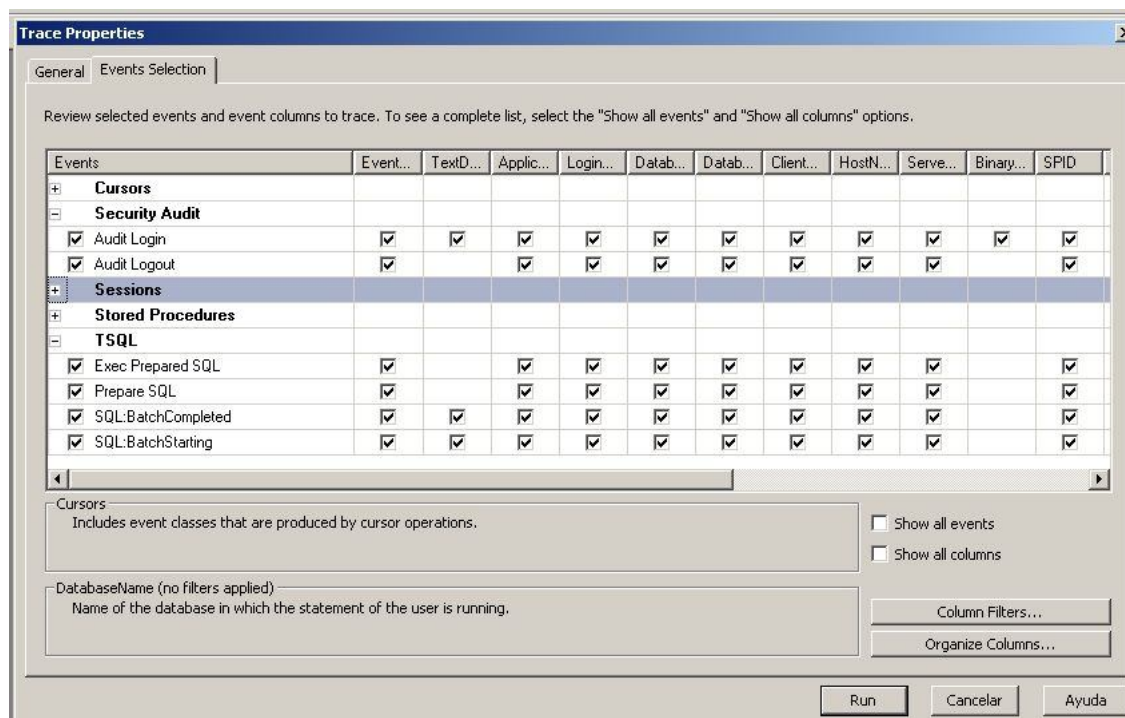 Trace Properties
General Events Selection
Review selected events and event columns to trace. To see a complete list, select the "Show all events" and "Show all columns" options.
Events Event... TextD... Applic... Login... Datab... Datab... Client... HostN... Serve... Binary... SPID
Cursors
Security Audit
Audit Login
Audit Logout
Sessions
Stored Procedures
TSQL
Exec Prepared SQL
Prepare SQL
SQL:BatchCompleted
SQL:BatchStarting
Cursors
Includes event classes that are produced by cursor operations.
Show all events
Show all columns
DatabaseName (no filters applied)
Name of the database in which the statement of the user is running.
Column Filters...
Organize Columns...
Run Cancelar Ayuda